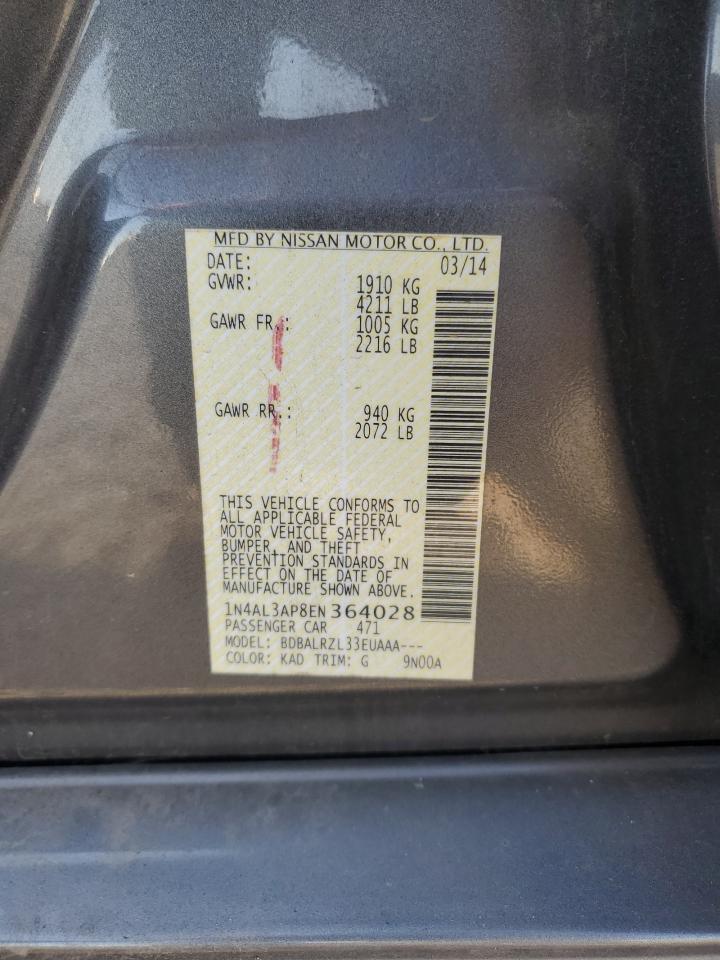 MFD BY NISSAN MOTOR CO., LTD.
DATE: 03/14
GVWR: 1910 KG
4211 LB
GAWR FR.: 1005 KG
2216 LB
GAWR RR.: 940 KG
2072 LB
THIS VEHICLE CONFORMS TO
ALL APPLICABLE FEDERAL
MOTOR VEHICLE SAFETY,
BUMPER, AND THEFT
PREVENTION STANDARDS IN
EFFECT ON THE DATE OF
MANUFACTURE SHOWN ABOVE.
1N4AL3AP8EN364028
PASSENGER CAR 471
MODEL: BDBALRZL33EUAAA---
COLOR: KAD TRIM: G 9N00A